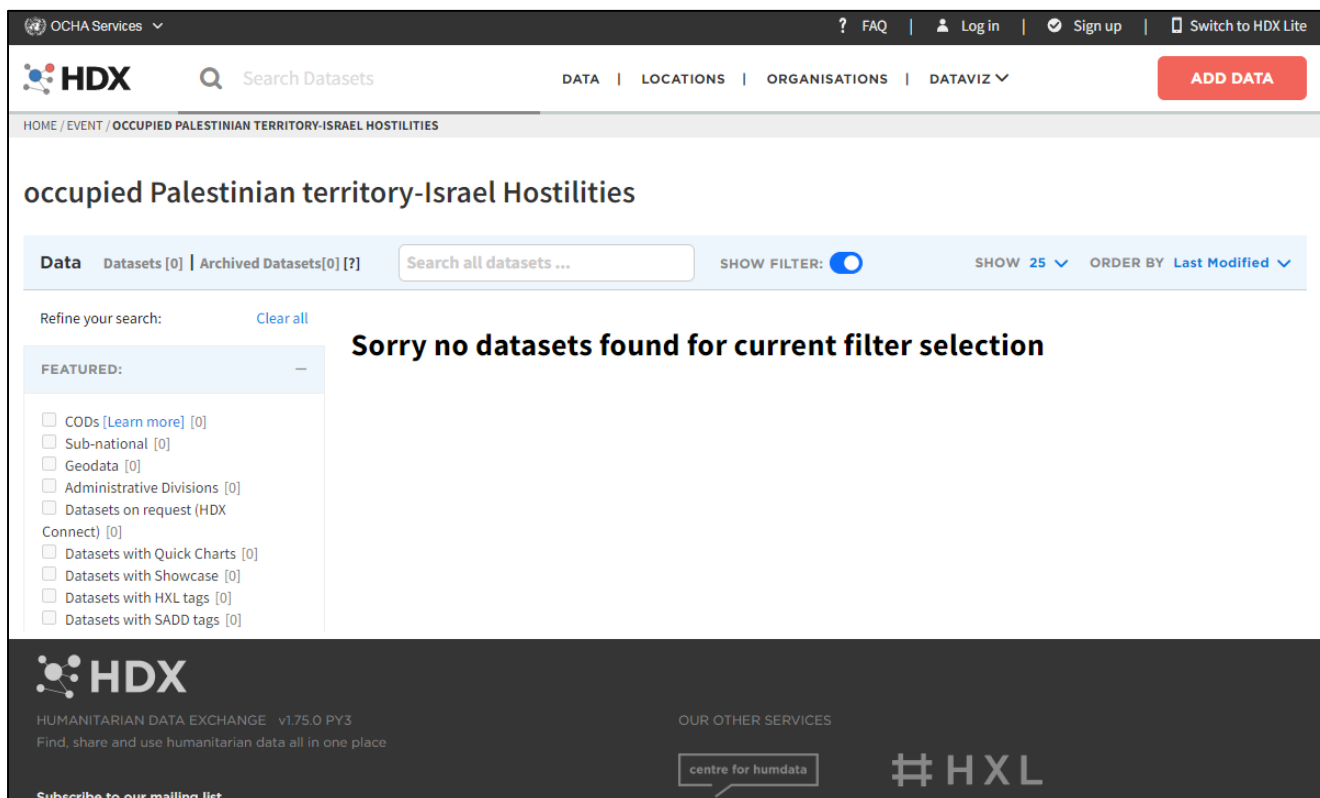 OCHA Services
? FAQ | Log in | Sign up | Switch to HDX Lite
HDX
Search Datasets
DATA | LOCATIONS | ORGANISATIONS | DATAVIZ
ADD DATA
HOME / EVENT / OCCUPIED PALESTINIAN TERRITORY-ISRAEL HOSTILITIES
occupied Palestinian territory-Israel Hostilities
Data Datasets [0] | Archived Datasets[0] [?]
Search all datasets ...
SHOW FILTER:
SHOW 25 ORDER BY Last Modified
Refine your search: Clear all
Sorry no datasets found for current filter selection
FEATURED:
CODs [Learn more] [0]
Sub-national [0]
Geodata [0]
Administrative Divisions [0]
Datasets on request (HDX
Connect) [0]
Datasets with Quick Charts [0]
Datasets with Showcase [0]
Datasets with HXL tags [0]
Datasets with SADD tags [0]
HDX
HUMANITARIAN DATA EXCHANGE v1.75.0 PY3
Find, share and use humanitarian data all in one place
OUR OTHER SERVICES
centre for humdata
HXL
Subscribe to our mailing list